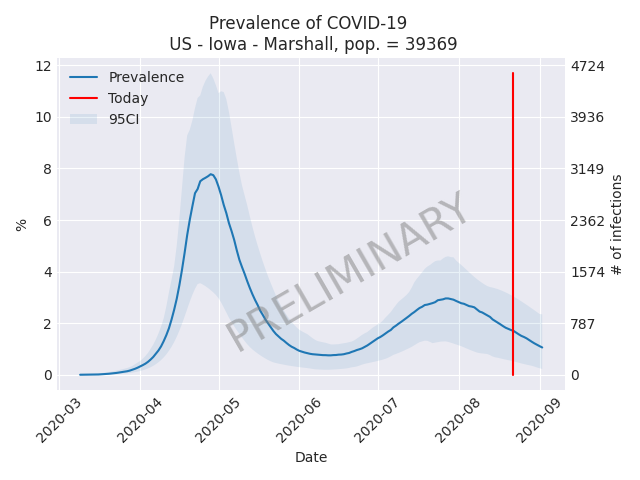 Prevalence of COVID-19
US - Iowa - Marshall, pop. = 39369
Prevalence
Today
95CI
12
10
8
6
4
2
0
4724
3936
3149
2362
1574
787
0
%
# of infections
PRELIMINARY
2020-03
2020-04
2020-05
2020-06
2020-07
2020-08
2020-09
Date